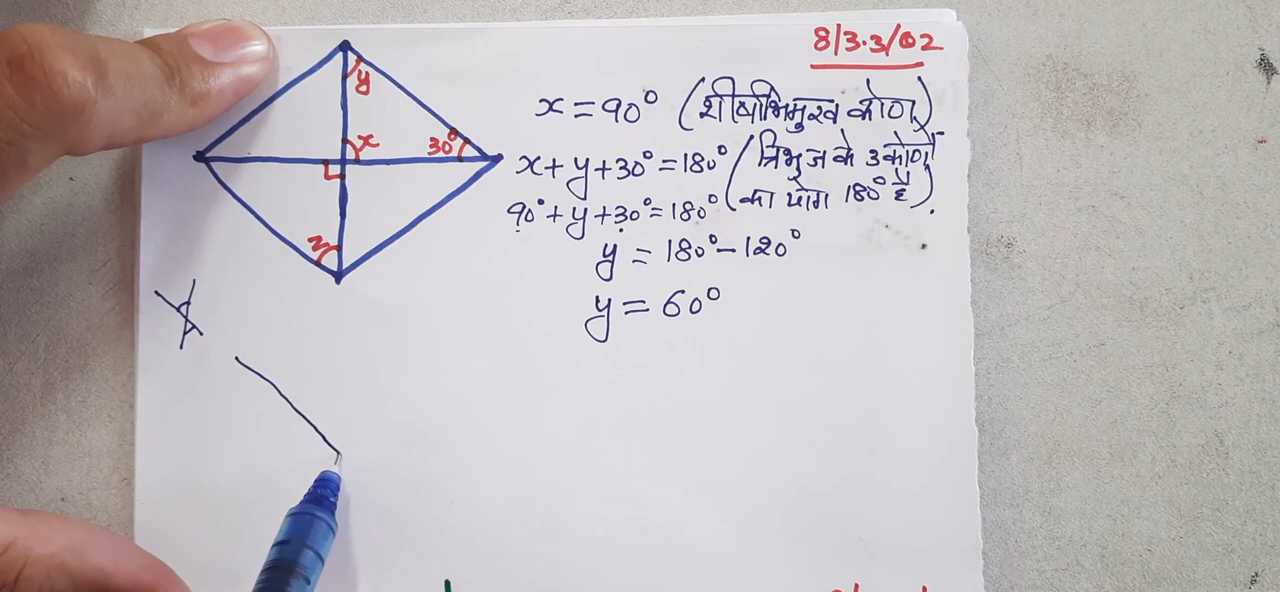 8/3.3/02
y
x
30°
z
x = 90° (शीर्षाभिमुख कोण)
x + y + 30° = 180° (त्रिभुज के 3 कोणों
का योग 180° है).
90° + y + 30° = 180°
y = 180° - 120°
y = 60°